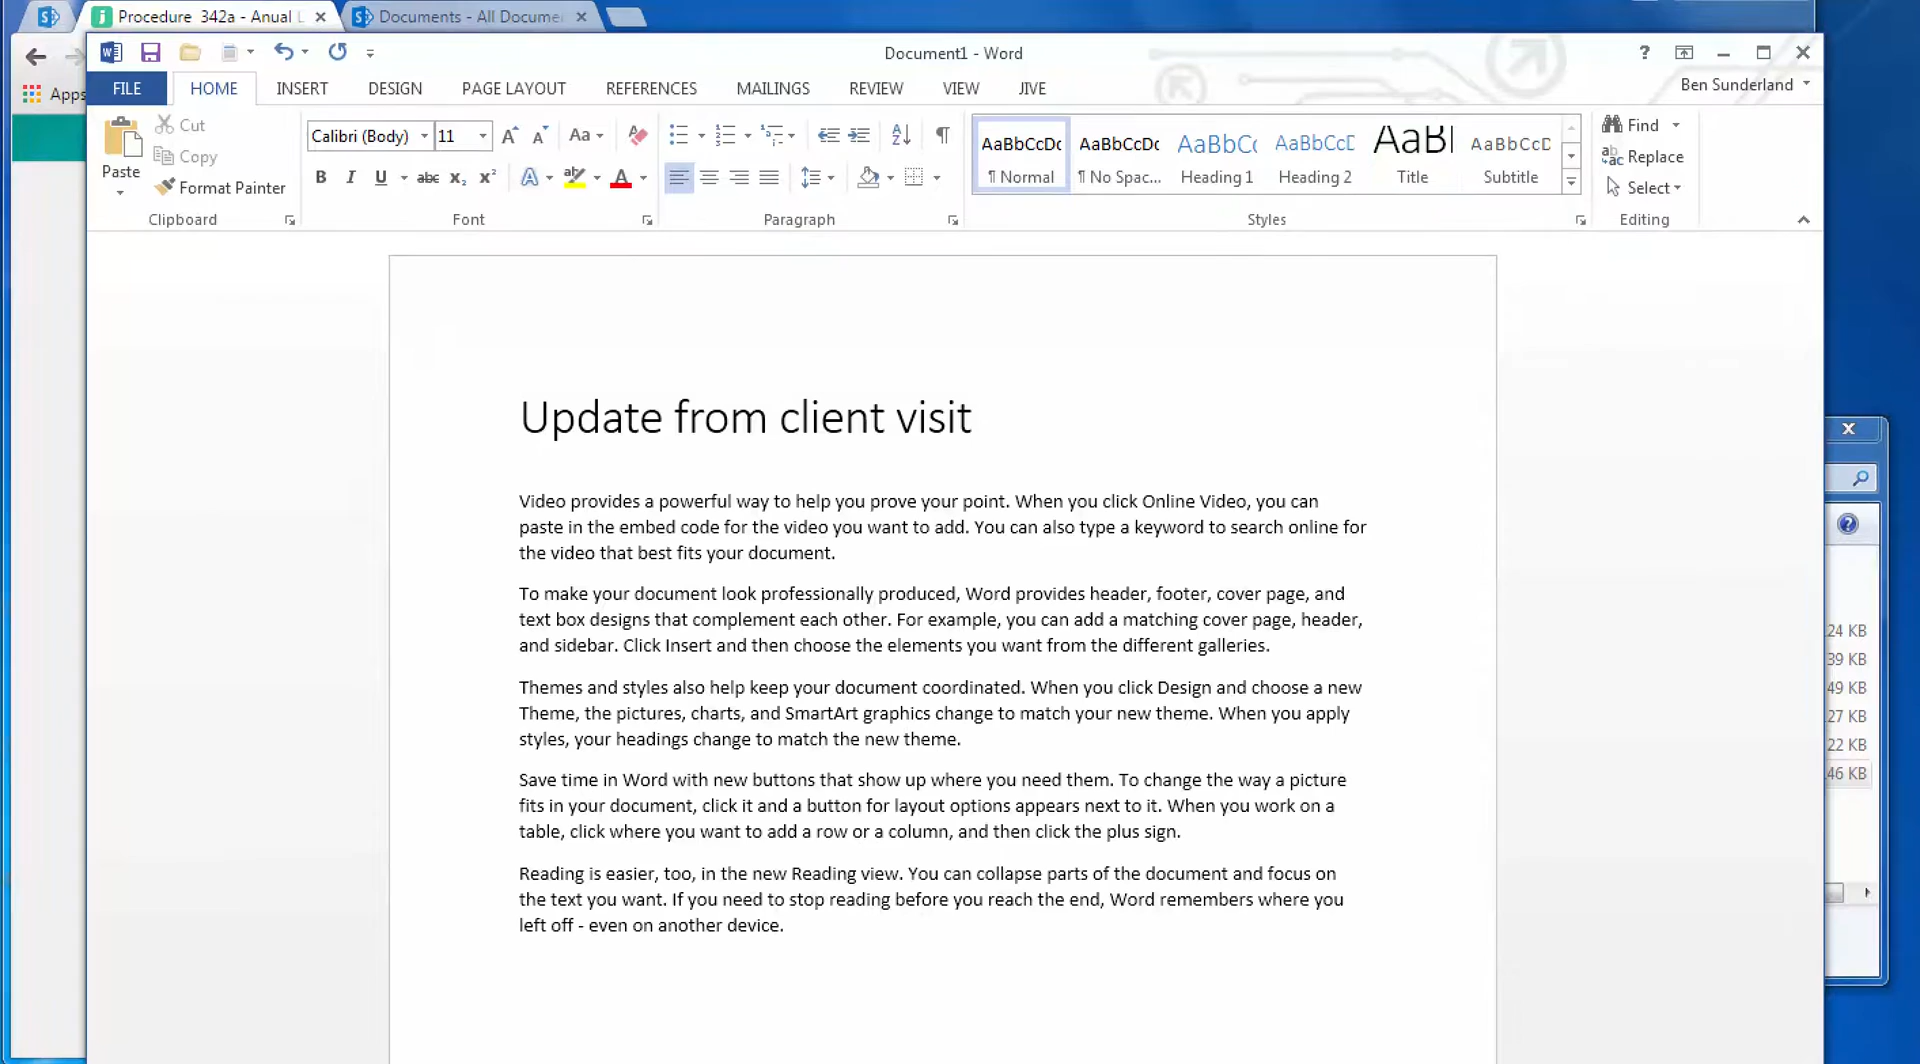 Procedure 342a - Anual L
Documents - All Docume
Document1 - Word
Ben Sunderland
Apps
FILE HOME INSERT DESIGN PAGE LAYOUT REFERENCES MAILINGS REVIEW VIEW JIVE
Paste
Cut
Copy
Format Painter
Clipboard
Calibri (Body) 11
Aa
B I U abc x₂ x² A ab A
Font
Paragraph
AaBbCcDc AaBbCcDc AaBbCc AaBbCcD AaBl AaBbCcD
¶ Normal ¶ No Spac... Heading 1 Heading 2 Title Subtitle
Styles
Find
Replace
Select
Editing
Update from client visit
Video provides a powerful way to help you prove your point. When you click Online Video, you can
paste in the embed code for the video you want to add. You can also type a keyword to search online for
the video that best fits your document.
To make your document look professionally produced, Word provides header, footer, cover page, and
text box designs that complement each other. For example, you can add a matching cover page, header,
and sidebar. Click Insert and then choose the elements you want from the different galleries.
Themes and styles also help keep your document coordinated. When you click Design and choose a new
Theme, the pictures, charts, and SmartArt graphics change to match your new theme. When you apply
styles, your headings change to match the new theme.
Save time in Word with new buttons that show up where you need them. To change the way a picture
fits in your document, click it and a button for layout options appears next to it. When you work on a
table, click where you want to add a row or a column, and then click the plus sign.
Reading is easier, too, in the new Reading view. You can collapse parts of the document and focus on
the text you want. If you need to stop reading before you reach the end, Word remembers where you
left off - even on another device.
24 KB
39 KB
49 KB
27 KB
22 KB
46 KB